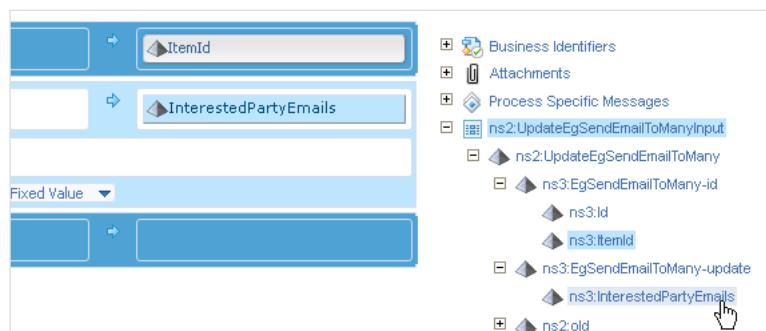 ItemId
InterestedPartyEmails
Fixed Value
Business Identifiers
Attachments
Process Specific Messages
ns2:UpdateEgSendEmailToManyInput
ns2:UpdateEgSendEmailToMany
ns3:EgSendEmailToMany-id
ns3:Id
ns3:ItemId
ns3:EgSendEmailToMany-update
ns3:InterestedPartyEmails
ns2:old